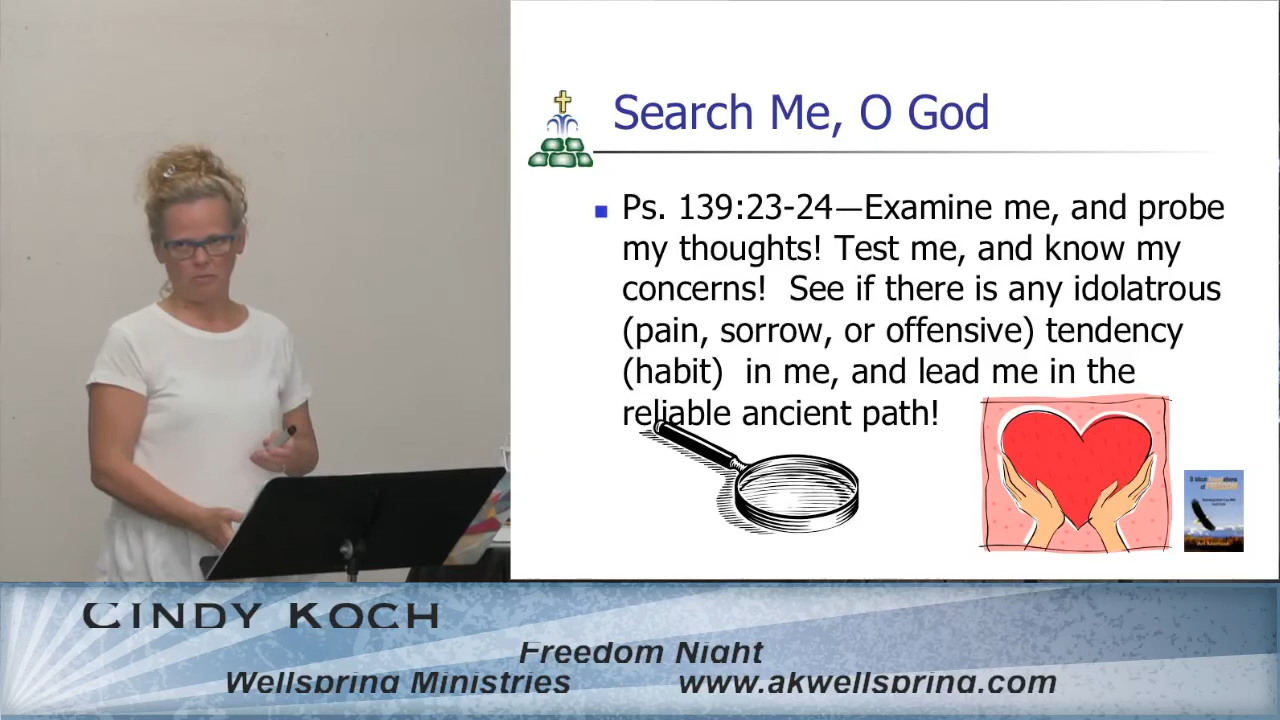 Search Me, O God
Ps. 139:23-24—Examine me, and probe
my thoughts! Test me, and know my
concerns!  See if there is any idolatrous
(pain, sorrow, or offensive) tendency
(habit)  in me, and lead me in the
reliable ancient path!
CINDY KOCH
Freedom Night
Wellspring Ministries
www.akwellspring.com